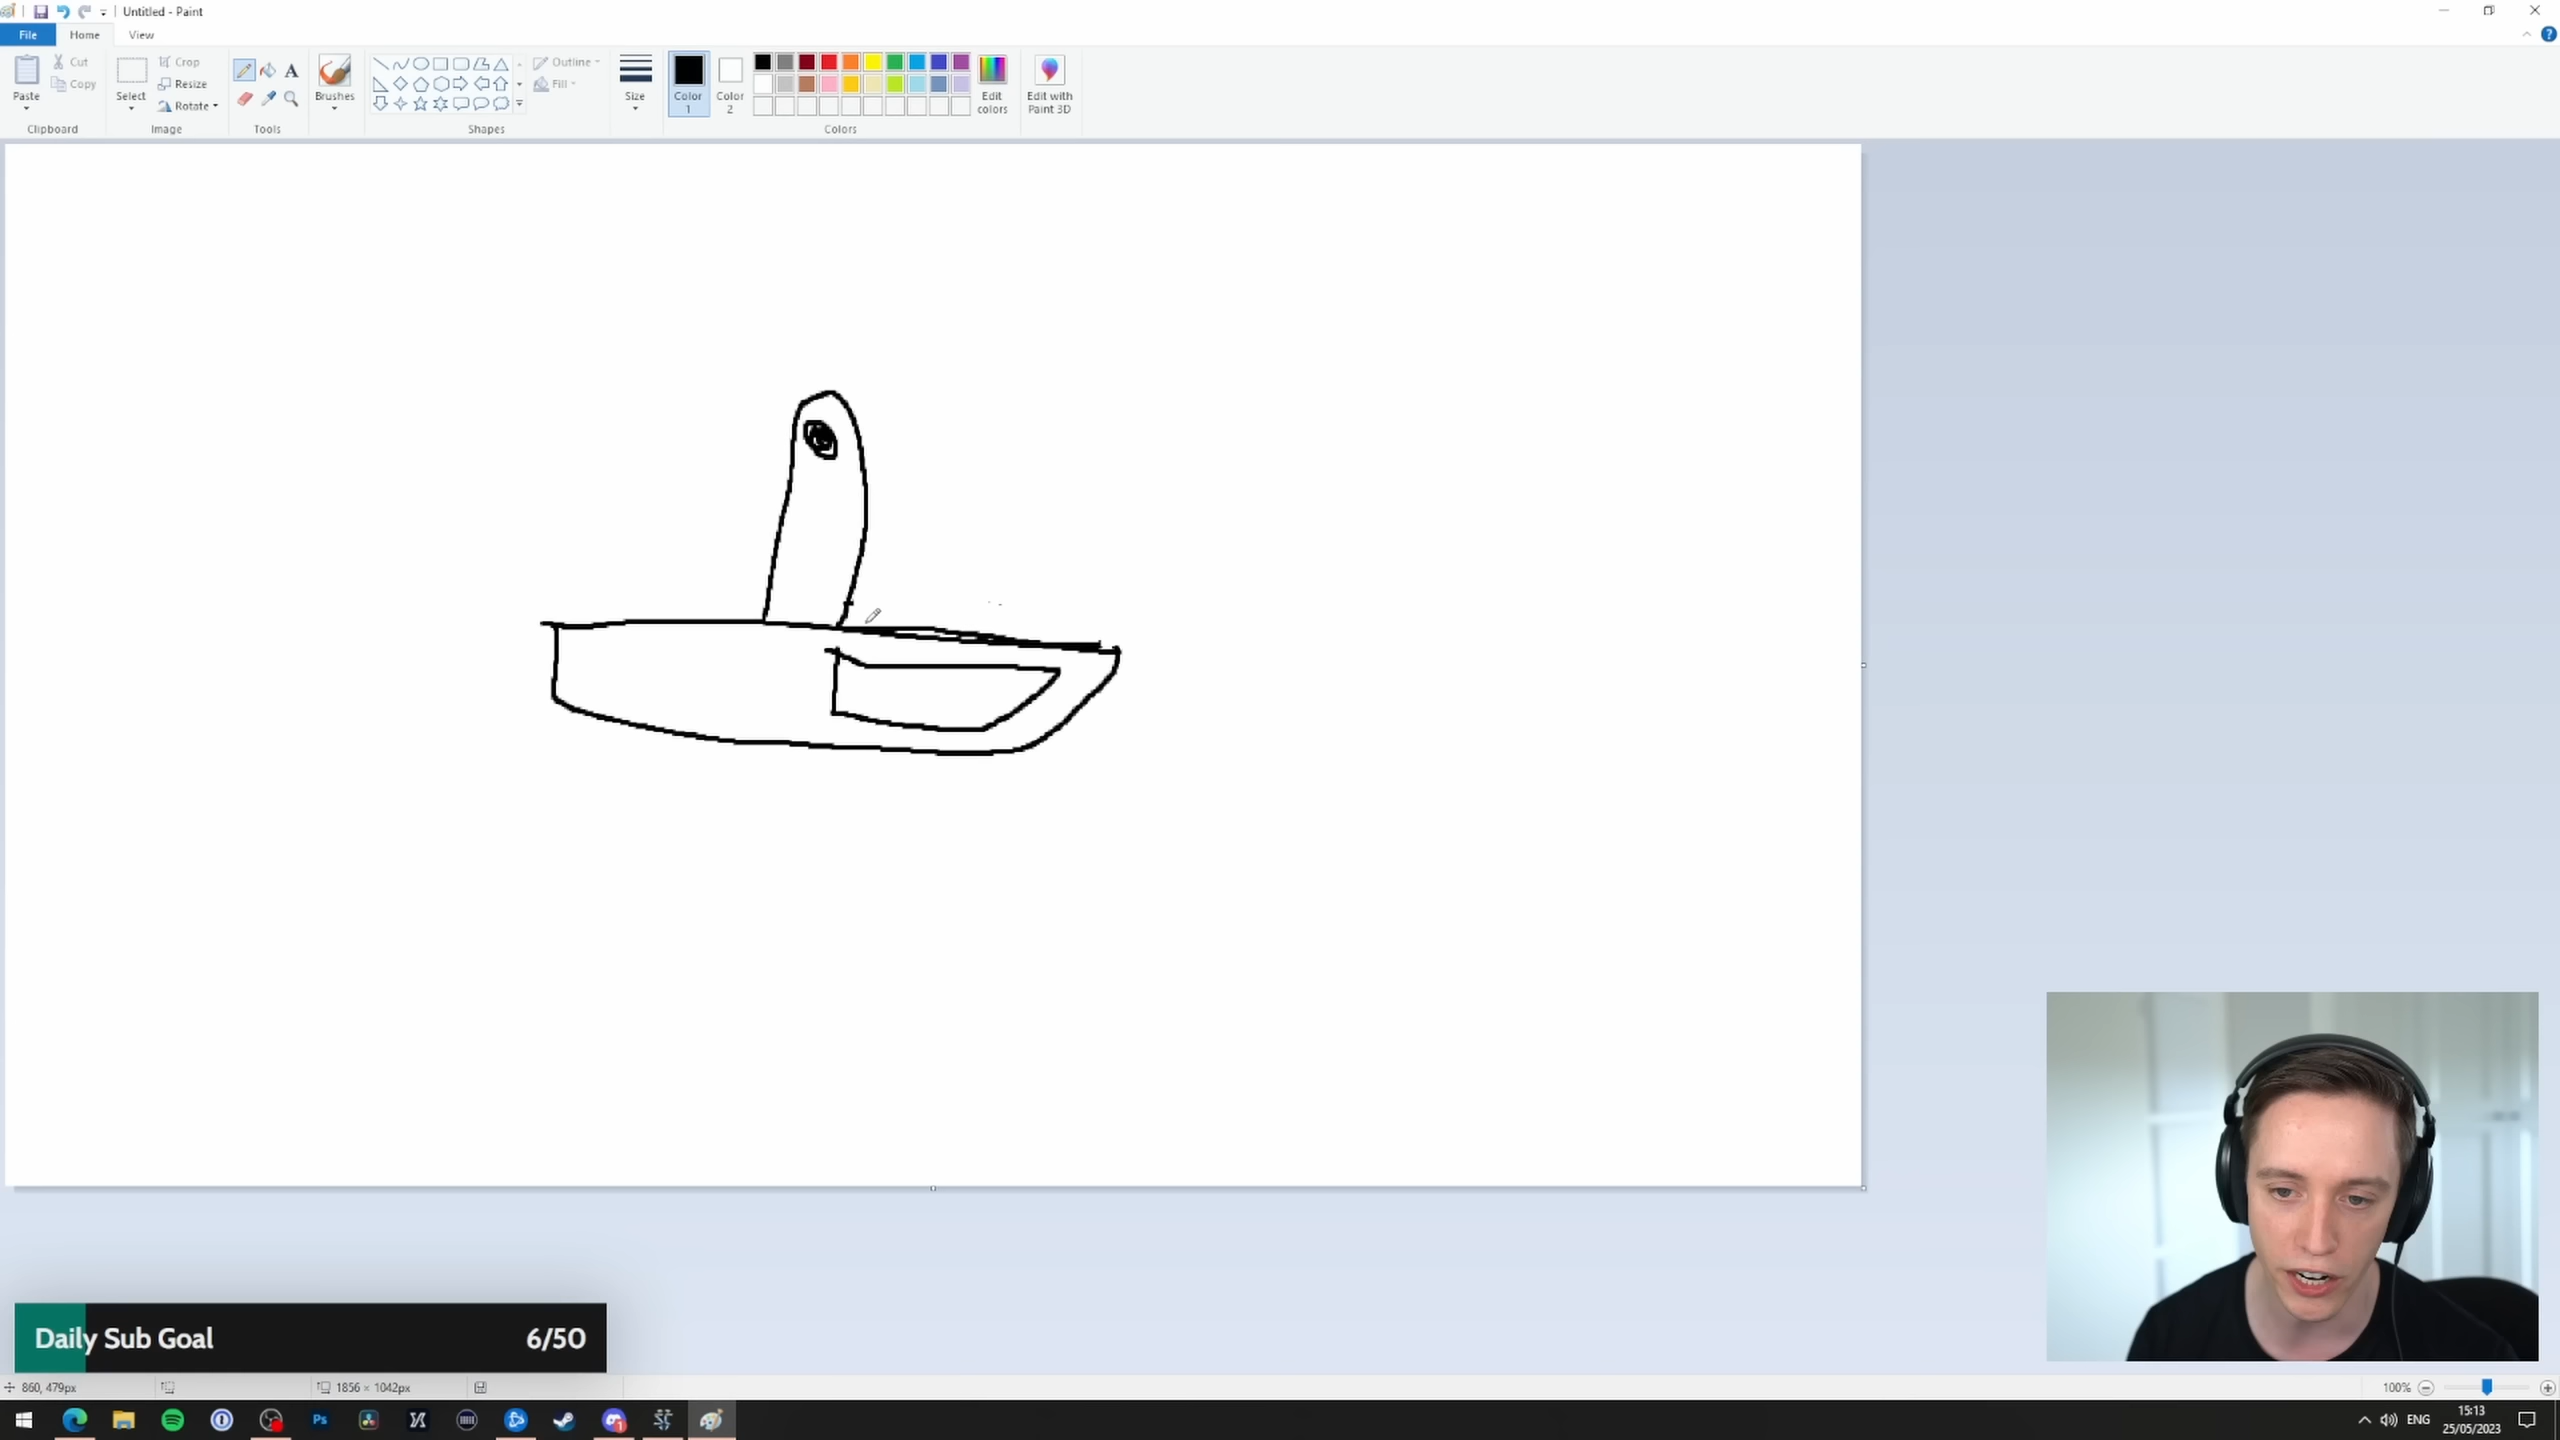 Untitled - Paint
File
Home
View
Paste
Cut
Copy
Clipboard
Select
Crop
Resize
Rotate
Image
A
Tools
Brushes
Outline
Fill
Shapes
Size
Color 1
Color 2
Colors
Edit colors
Edit with Paint 3D
?
Daily Sub Goal 6/50
860, 479px
1856 × 1042px
100%
Ps
1
ENG
15:13
25/05/2023